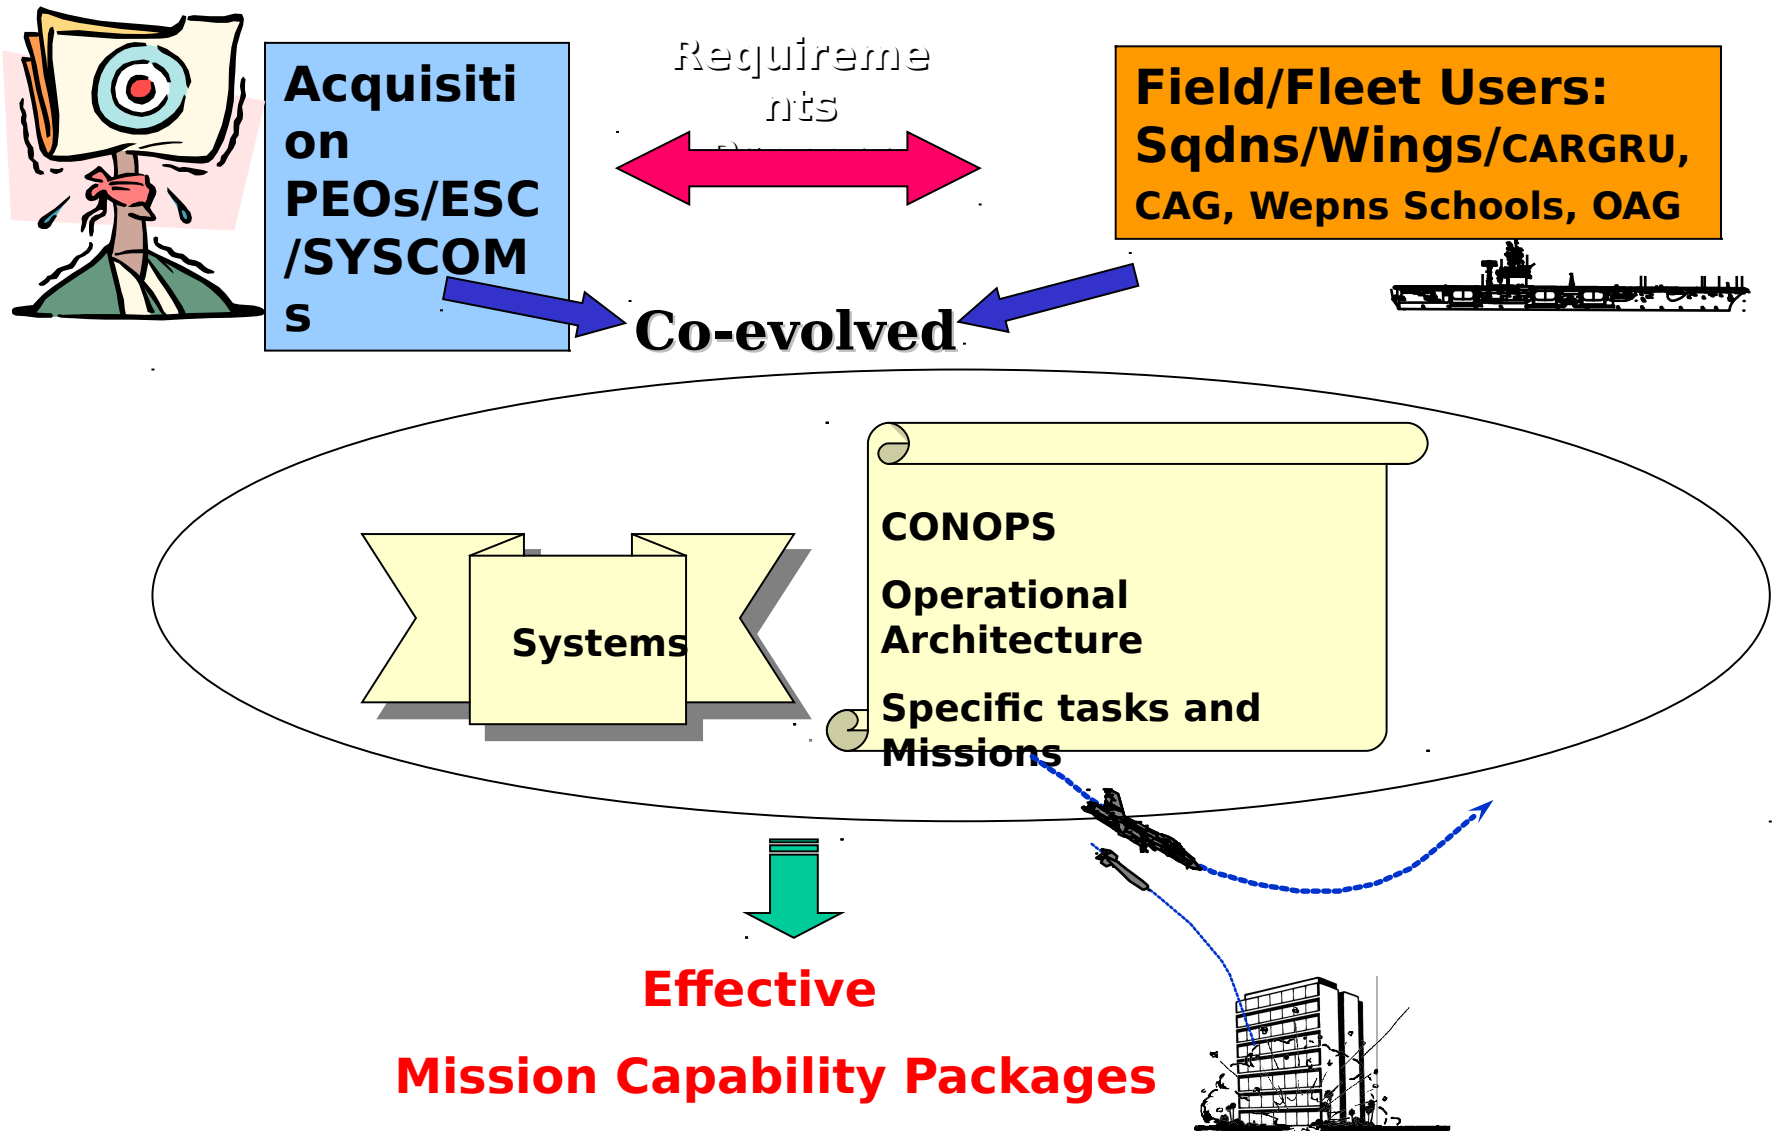 Acquisiti
on
PEOs/ESC
/SYSCOM
s
Requireme
nts
Field/Fleet Users:
Sqdns/Wings/CARGRU,
CAG, Wepns Schools, OAG
Co-evolved
Systems
CONOPS
Operational
Architecture
Specific tasks and
Missions
Effective
Mission Capability Packages